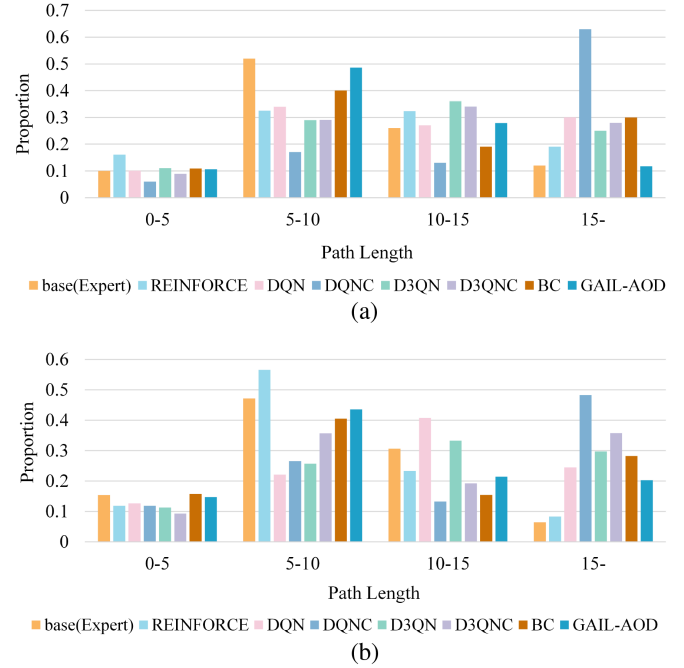 0.7
0.6
0.5
0.4
0.3
0.2
0.1
0
Proportion
0-5 5-10 10-15 15-
Path Length
base(Expert) REINFORCE DQN DQNC D3QN D3QNC BC GAIL-AOD
(a)
0.6
0.5
0.4
0.3
0.2
0.1
0
Proportion
0-5 5-10 10-15 15-
Path Length
base(Expert) REINFORCE DQN DQNC D3QN D3QNC BC GAIL-AOD
(b)